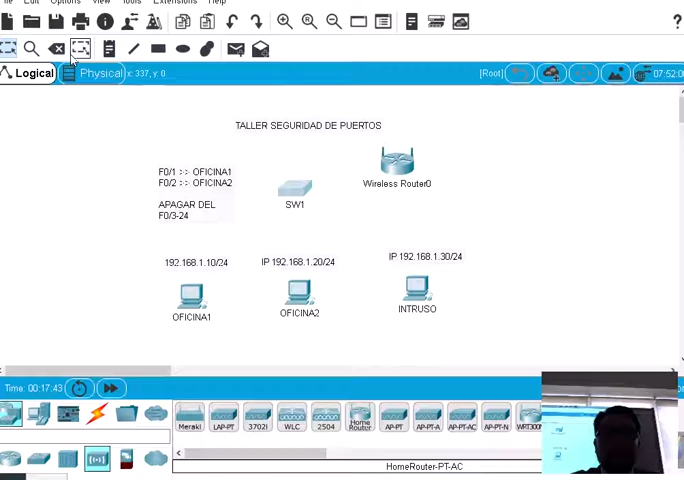 Edit Options View Tools Extensions Help
?
Logical Physical x: 337, y: 0 [Root] 07:52:0
TALLER SEGURIDAD DE PUERTOS
F0/1 >> OFICINA1
F0/2 >> OFICINA2
APAGAR DEL
F0/3-24
Wireless Router0
SW1
192.168.1.10/24
IP 192.168.1.20/24
IP 192.168.1.30/24
OFICINA1
OFICINA2
INTRUSO
Time: 00:17:43
Meraki LAP-PT 3702i WLC 2504 Home Router AP-PT AP-PT-A AP-PT-AC AP-PT-N WRT300N
HomeRouter-PT-AC